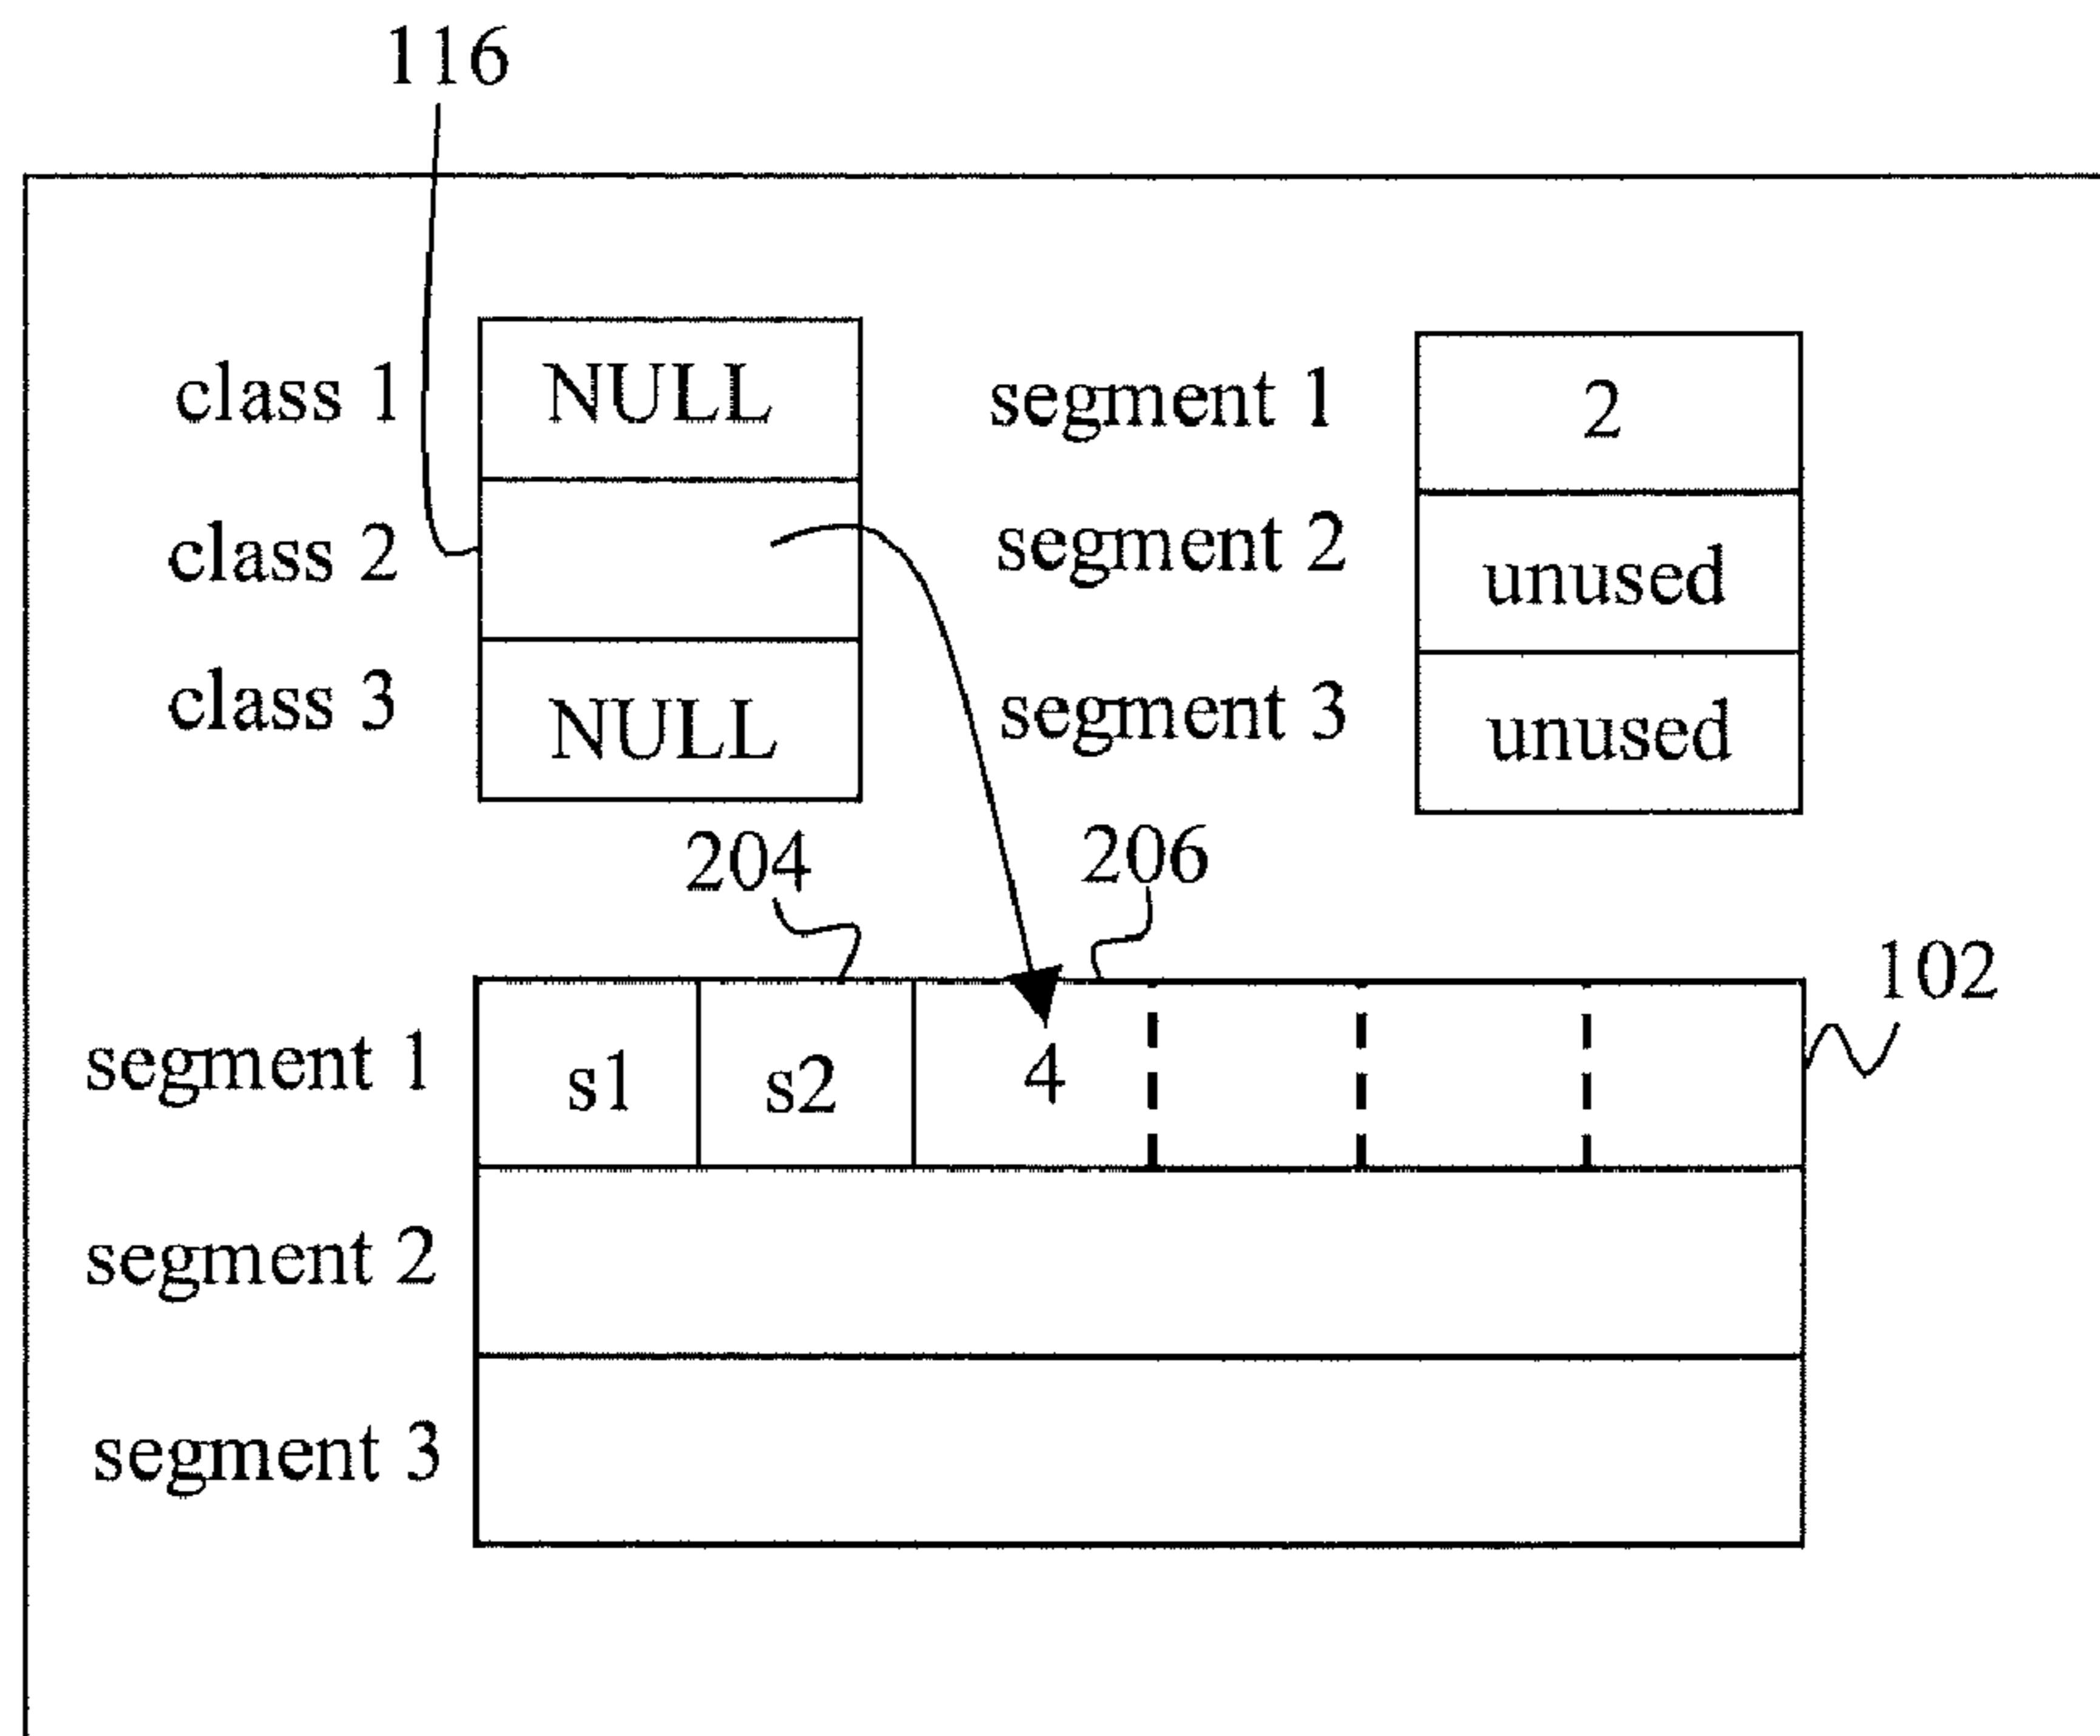 116
class 1 NULL segment 1 2
class 2 segment 2 unused
class 3 NULL segment 3 unused
204 206
102
segment 1 s1 s2 4
segment 2
segment 3